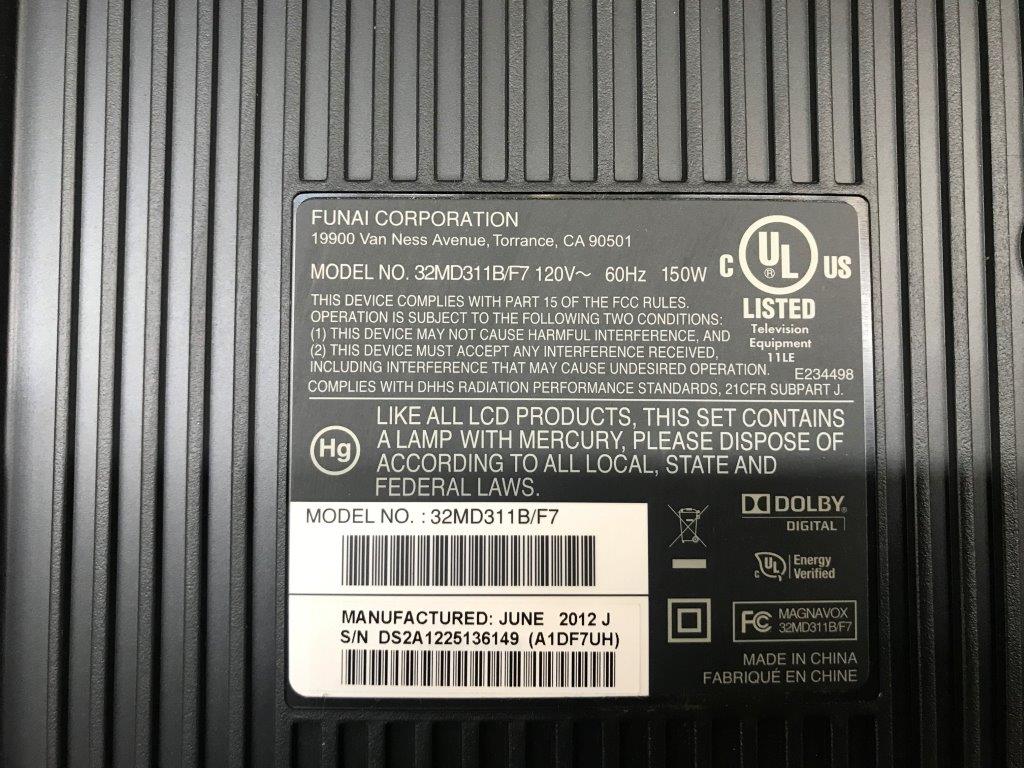 FUNAI CORPORATION
19900 Van Ness Avenue, Torrance, CA 90501
MODEL NO. 32MD311B/F7 120V~ 60Hz 150W
THIS DEVICE COMPLIES WITH PART 15 OF THE FCC RULES.
OPERATION IS SUBJECT TO THE FOLLOWING TWO CONDITIONS:
(1) THIS DEVICE MAY NOT CAUSE HARMFUL INTERFERENCE, AND
(2) THIS DEVICE MUST ACCEPT ANY INTERFERENCE RECEIVED,
INCLUDING INTERFERENCE THAT MAY CAUSE UNDESIRED OPERATION.
COMPLIES WITH DHHS RADIATION PERFORMANCE STANDARDS, 21CFR SUBPART J.
C UL ® US
LISTED
Television
Equipment
11LE
E234498
Hg
LIKE ALL LCD PRODUCTS, THIS SET CONTAINS
A LAMP WITH MERCURY, PLEASE DISPOSE OF
ACCORDING TO ALL LOCAL, STATE AND
FEDERAL LAWS.
MODEL NO. : 32MD311B/F7
MANUFACTURED: JUNE 2012 J
S/N DS2A1225136149 (A1DF7UH)
DOLBY®
DIGITAL
c UL us
Energy
Verified
FC MAGNAVOX
32MD311B/F7
MADE IN CHINA
FABRIQUÉ EN CHINE